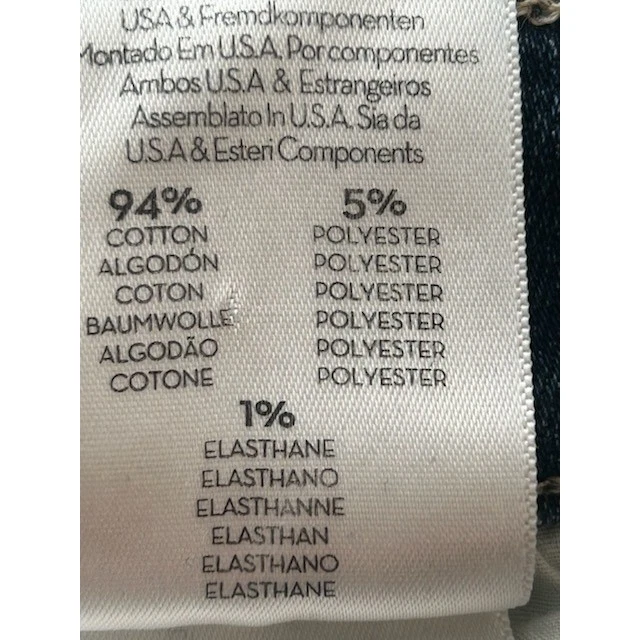 USA & Fremdkomponenten
Montado Em U.S.A. Por componentes
Ambos U.S.A & Estrangeiros
Assemblato In U.S.A. Sia da
U.S.A & Esteri Components
94%
COTTON
ALGODÓN
COTON
BAUMWOLLE
ALGODÃO
COTONE
5%
POLYESTER
POLYESTER
POLYESTER
POLYESTER
POLYESTER
POLYESTER
1%
ELASTHANE
ELASTHANO
ELASTHANNE
ELASTHAN
ELASTHANO
ELASTHANE